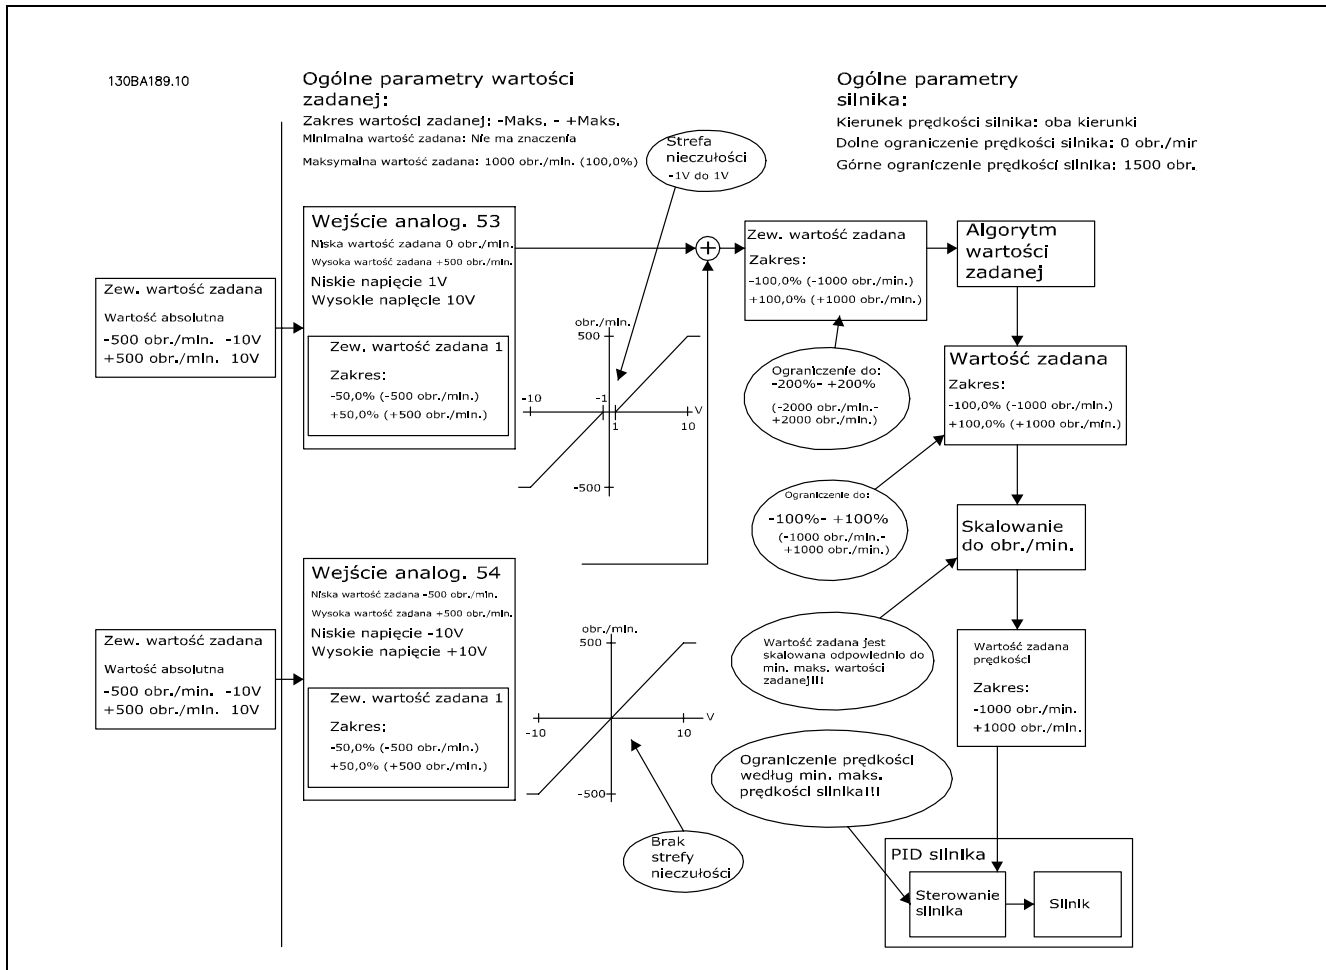 130BA189.10
Ogólne parametry wartości
zadanej:
Zakres wartości zadanej: -Maks. - +Maks.
Minimalna wartość zadana: Nie ma znaczenia
Maksymalna wartość zadana: 1000 obr./min. (100,0%)
Ogólne parametry
silnika:
Kierunek prędkości silnika: oba kierunki
Dolne ograniczenie prędkości silnika: 0 obr./mir
Górne ograniczenie prędkości silnika: 1500 obr.
Strefa
nieczułości
-1V do 1V
Zew. wartość zadana
Wartość absolutna
-500 obr./min. -10V
+500 obr./min. 10V
Wejście analog. 53
Niska wartość zadana 0 obr./min.
Wysoka wartość zadana +500 obr./min.
Niskie napięcie 1V
Wysokie napięcie 10V
Zew. wartość zadana 1
Zakres:
-50,0% (-500 obr./min.)
+50,0% (+500 obr./min.)
obr./min.
500
-10
-1
V
1
10
-500
Zew. wartość zadana
Zakres:
-100,0% (-1000 obr./min.)
+100,0% (+1000 obr./min.)
Algorytm
wartości
zadanej
Ograniczenie do:
-200%- +200%
(-2000 obr./min.-
+2000 obr./min.)
Wartość zadana
Zakres:
-100,0% (-1000 obr./min.)
+100,0% (+1000 obr./min.)
Ograniczenie do:
-100%- +100%
(-1000 obr./min.-
+1000 obr./min.)
Skalowanie
do obr./min.
Zew. wartość zadana
Wartość absolutna
-500 obr./min. -10V
+500 obr./min. 10V
Wejście analog. 54
Niska wartość zadana -500 obr./min.
Wysoka wartość zadana +500 obr./min.
Niskie napięcie -10V
Wysokie napięcie +10V
Zew. wartość zadana 1
Zakres:
-50,0% (-500 obr./min.)
+50,0% (+500 obr./min.)
obr./min.
500
V
-10
10
-500
Wartość zadana jest
skalowana odpowiednio do
min. maks. wartości
zadanej!!!
Wartość zadana
prędkości
Zakres:
-1000 obr./min.
+1000 obr./min.
Ograniczenie prędkości
według min. maks.
prędkości silnika!!!
Brak
strefy
nieczułości
PID silnika
Sterowanie
silnika
Silnik